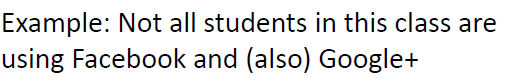 Example: Not all students in this class are
using Facebook and (also) Google+